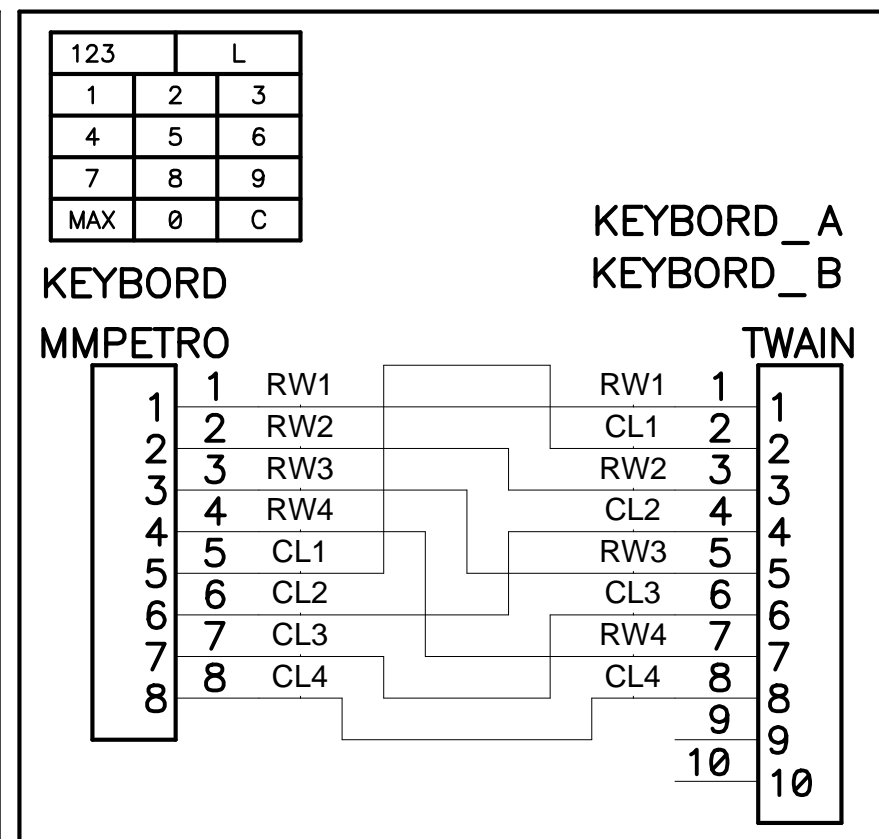 123 L
1 2 3
4 5 6
7 8 9
MAX 0 C
KEYBORD_A
KEYBORD KEYBORD_B
MMPETRO TWAIN
1 RW1 RW1 1
1 1
2 RW2 CL1 2
2 2
3 RW3 RW2 3
3 3
4 RW4 CL2 4
4 4
5 CL1 RW3 5
5 5
6 CL2 CL3 6
6 6
7 CL3 RW4 7
7 7
8 CL4 CL4 8
8 8
9
9
10
10